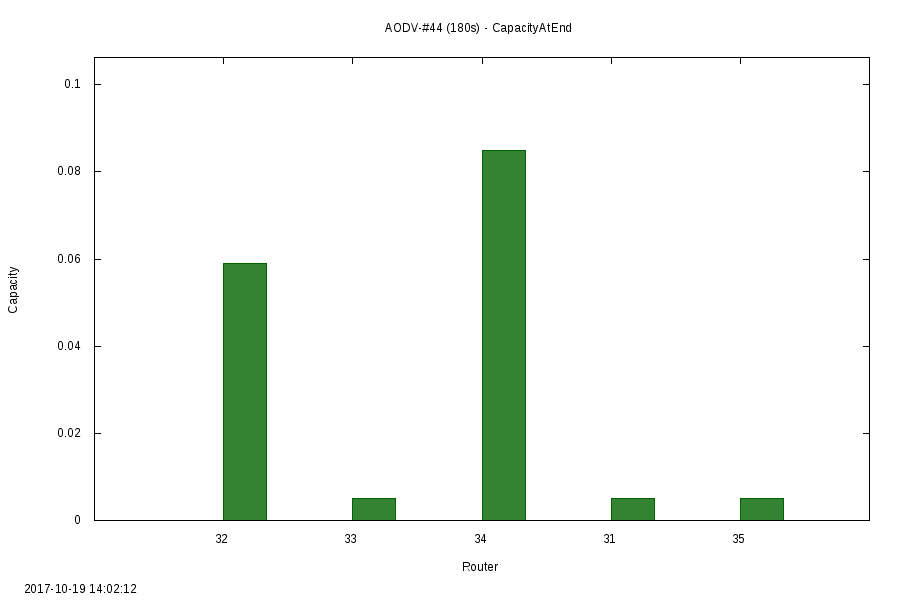 AODV-#44 (180s) - CapacityAtEnd
0.1
0.08
0.06
0.04
0.02
0
Capacity
32 33 34 31 35
Router
2017-10-19 14:02:12